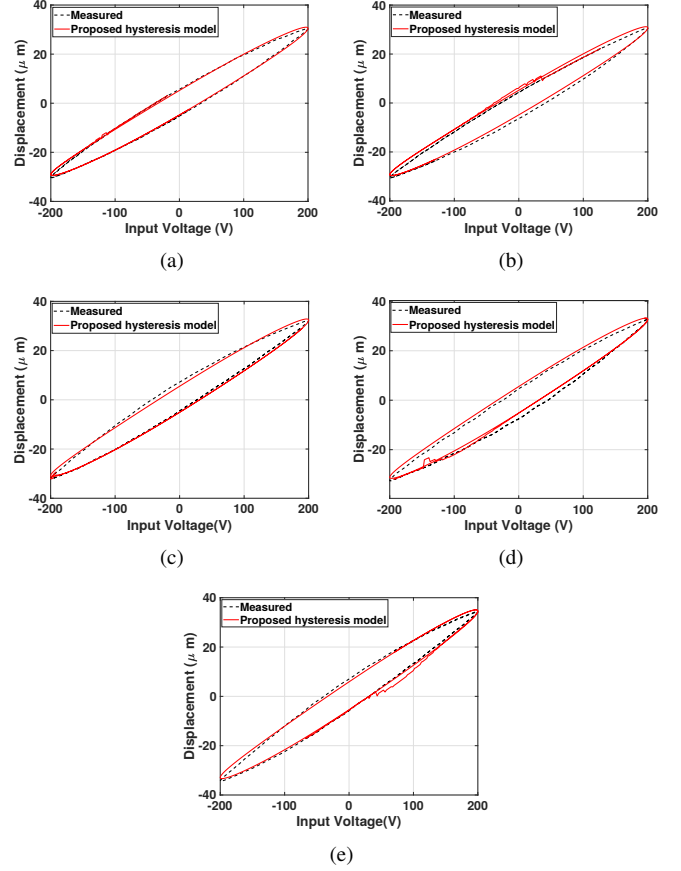 40
Measured
Proposed hysteresis model
20
0
-20
-40
-200
-100
0
100
200
Displacement (μ m)
Input Voltage (V)
(a)
40
Measured
Proposed hysteresis model
20
0
-20
-40
-200
-100
0
100
200
Displacement (μ m)
Input Voltage (V)
(b)
40
Measured
Proposed hysteresis model
20
0
-20
-40
-200
-100
0
100
200
Displacement (μ m)
Input Voltage(V)
(c)
40
Measured
Proposed hysteresis model
20
0
-20
-40
-200
-100
0
100
200
Displacement (μ m)
Input Voltage (V)
(d)
40
Measured
Proposed hysteresis model
20
0
-20
-40
-200
-100
0
100
200
Displacement (μ m)
Input Voltage(V)
(e)